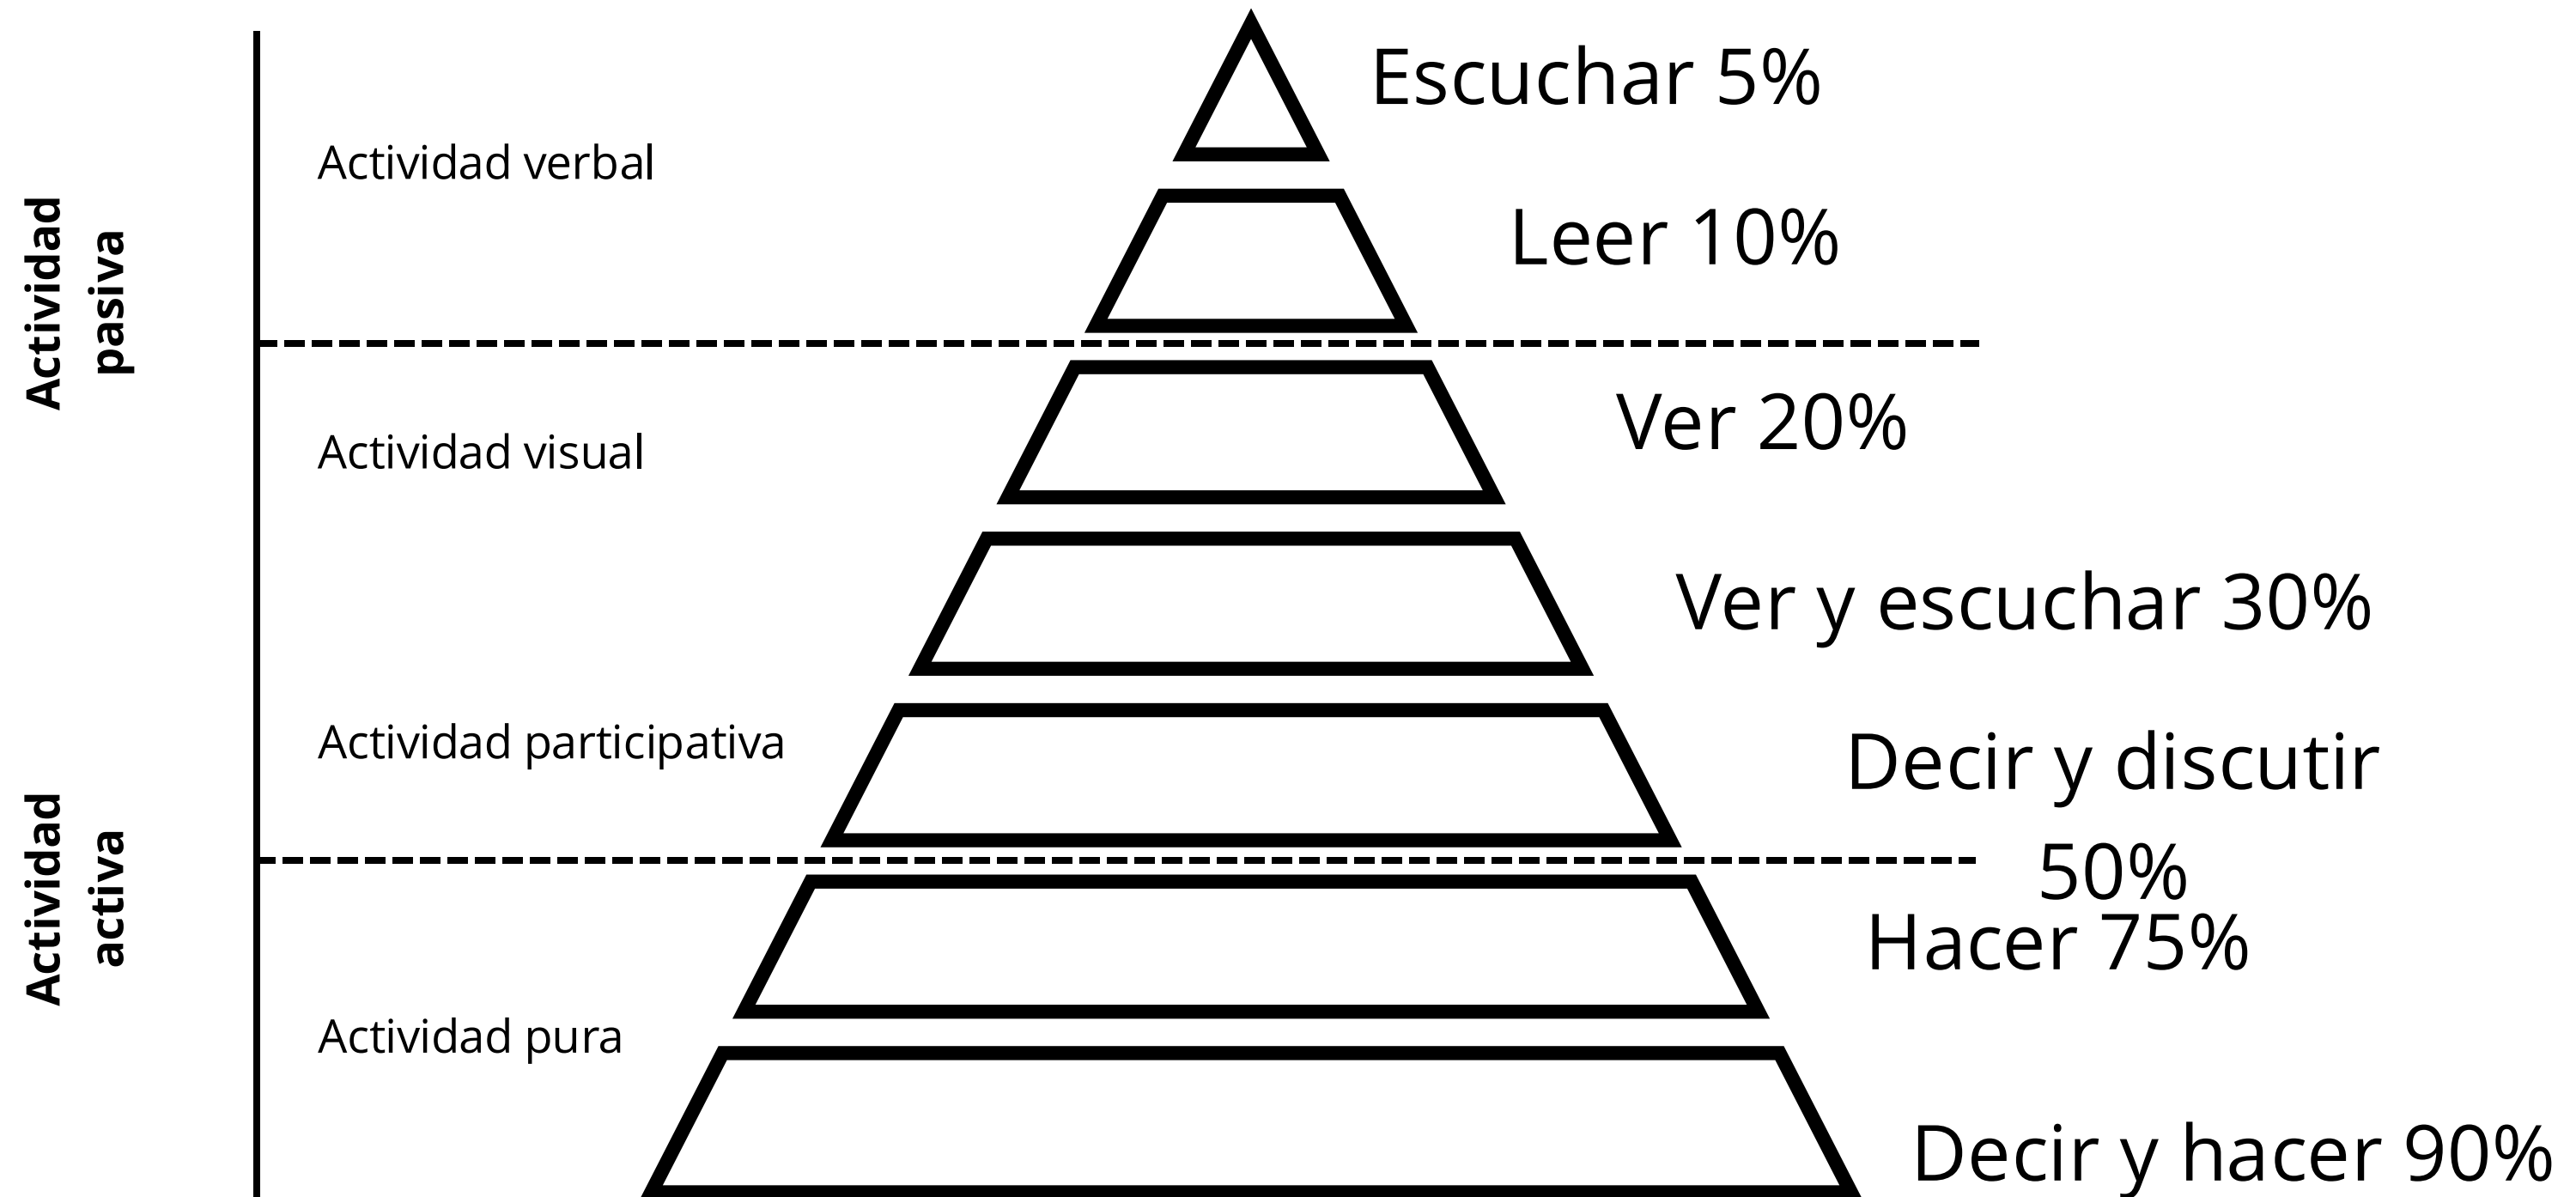 Escuchar 5%
Actividad verbal
Leer 10%
Actividad
pasiva
Ver 20%
Actividad visual
Ver y escuchar 30%
Actividad participativa
Decir y discutir
50%
Actividad
activa
Hacer 75%
Actividad pura
Decir y hacer 90%